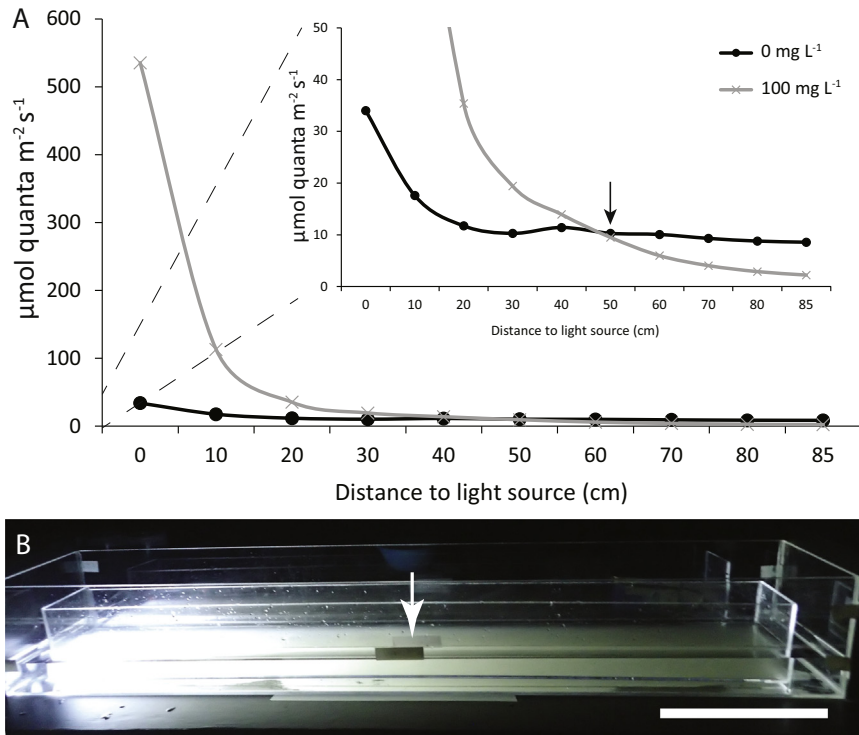 A
600
500
400
300
200
100
0
µmol quanta m⁻² s⁻¹
0 10 20 30 40 50 60 70 80 85
Distance to light source (cm)
50
40
30
20
10
0
µmol quanta m⁻² s⁻¹
0 10 20 30 40 50 60 70 80 85
Distance to light source (cm)
0 mg L⁻¹
100 mg L⁻¹
B